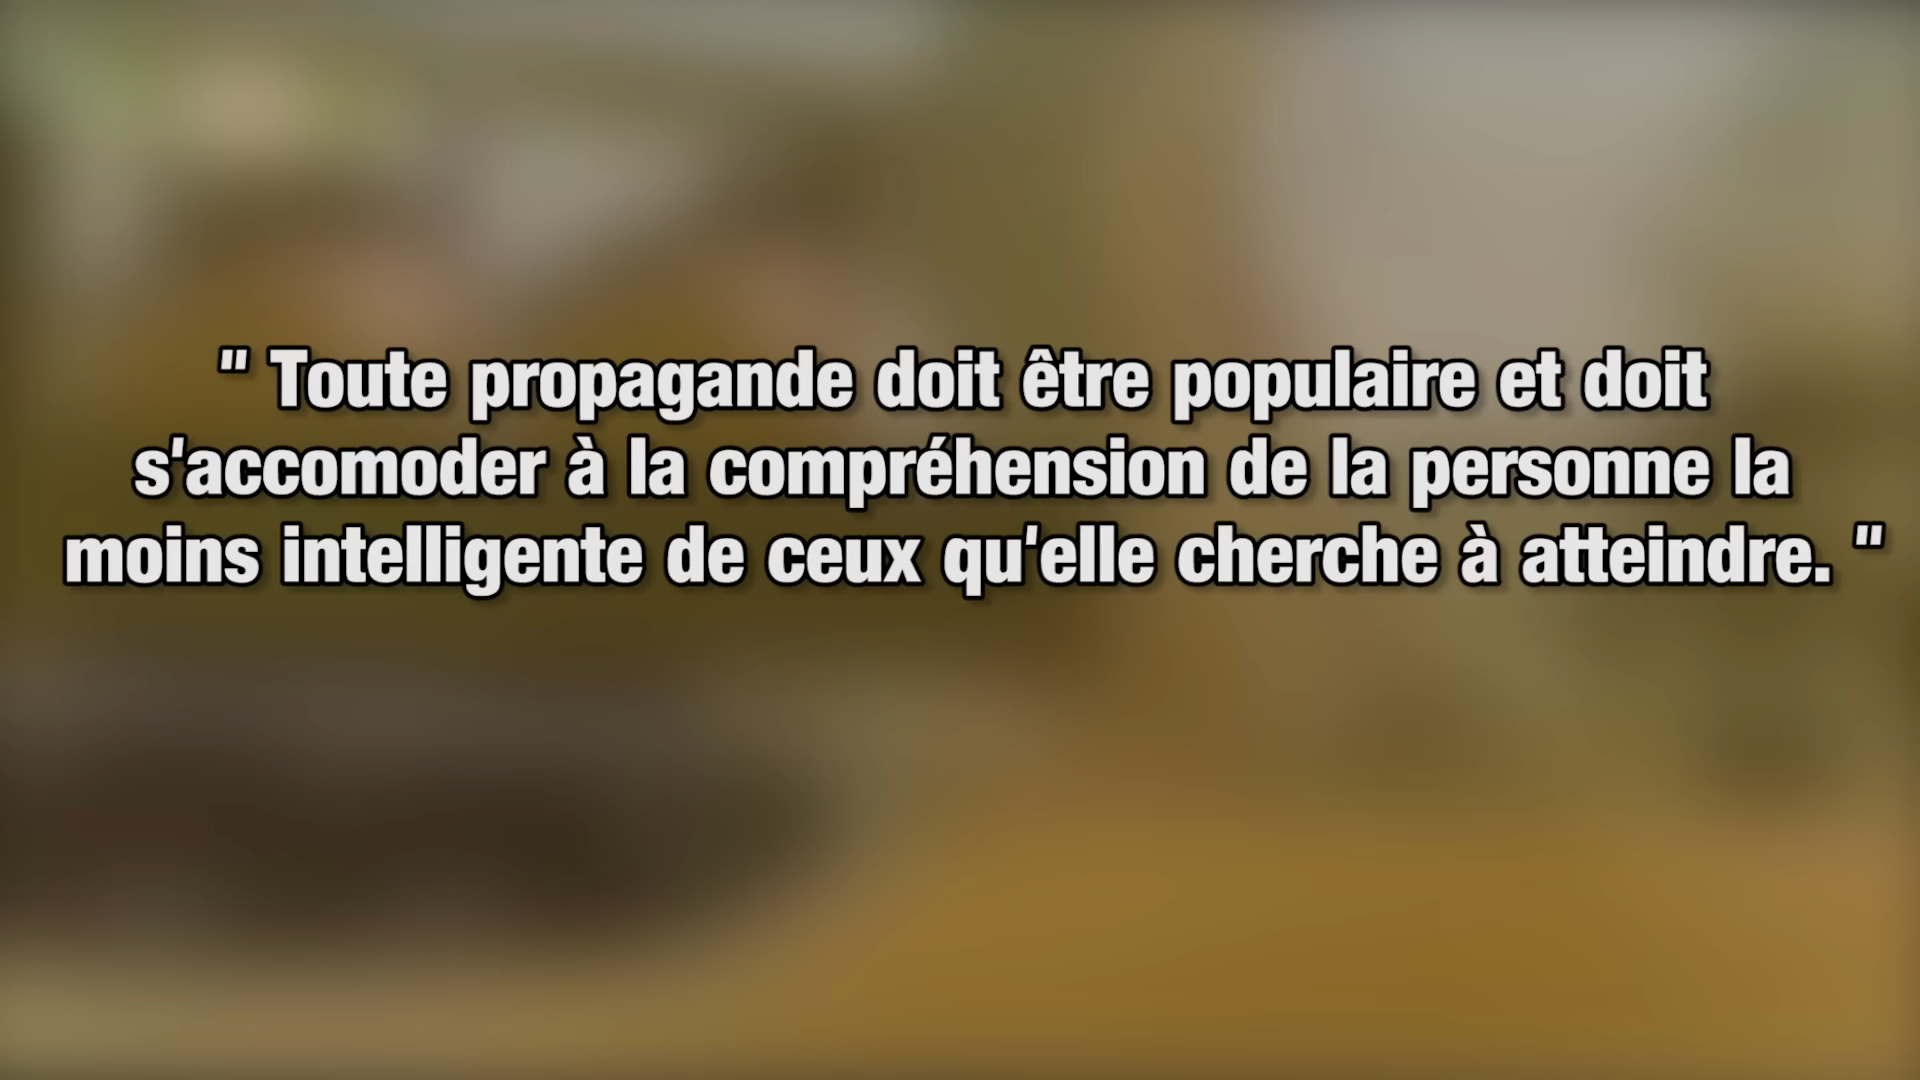 " Toute propagande doit être populaire et doit
s'accomoder à la compréhension de la personne la
moins intelligente de ceux qu'elle cherche à atteindre. "